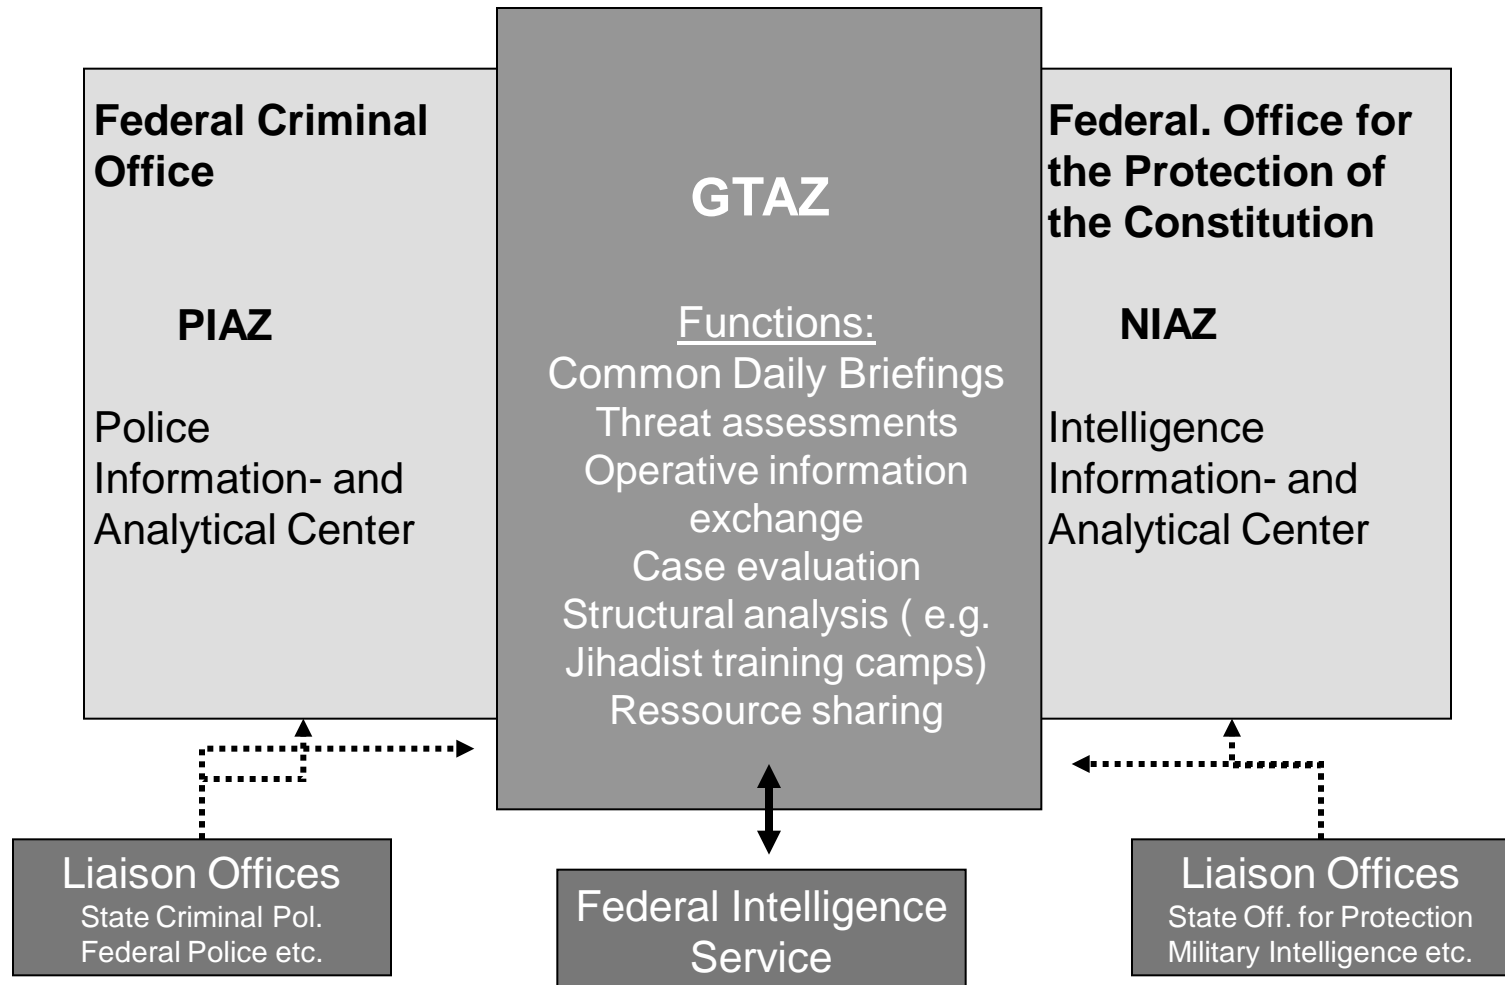 Federal Criminal
Office
PIAZ
Police
Information- and
Analytical Center
GTAZ
Functions:
Common Daily Briefings
Threat assessments
Operative information
exchange
Case evaluation
Structural analysis ( e.g.
Jihadist training camps)
Ressource sharing
Federal. Office for
the Protection of
the Constitution
NIAZ
Intelligence
Information- and
Analytical Center
Liaison Offices
State Criminal Pol.
Federal Police etc.
Federal Intelligence
Service
Liaison Offices
State Off. for Protection
Military Intelligence etc.